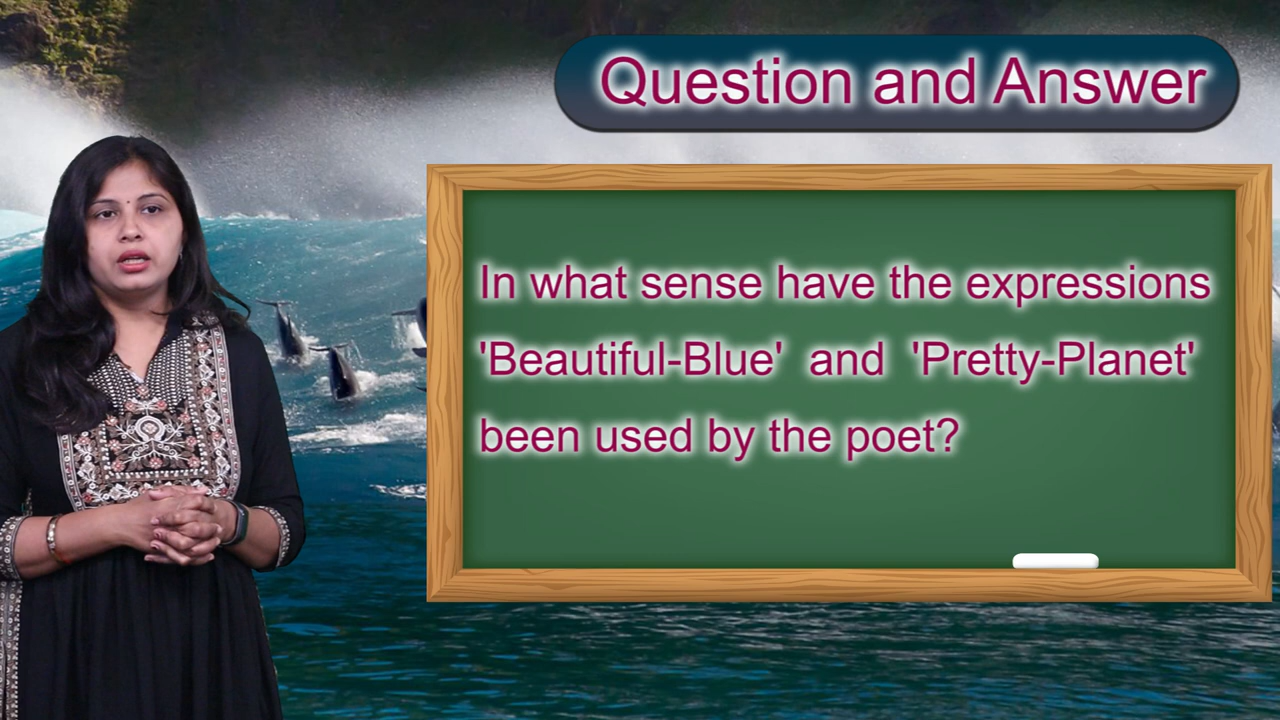 Question and Answer
In what sense have the expressions
'Beautiful-Blue' and 'Pretty-Planet'
been used by the poet?